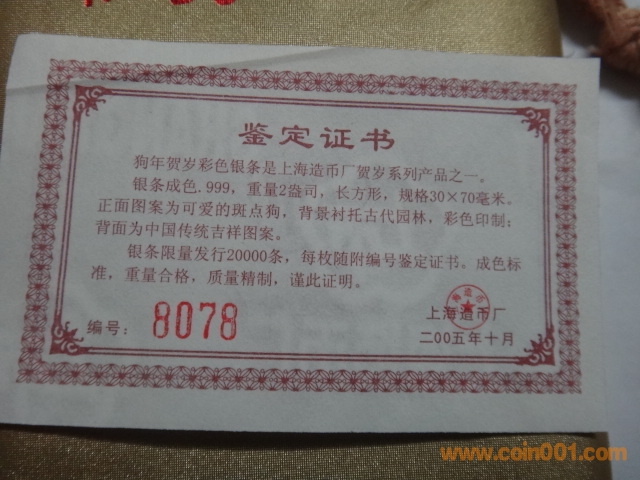 鉴定证书
狗年贺岁彩色银条是上海造币厂贺岁系列产品之一。
银条成色.999，重量2盎司，长方形，规格30×70毫米。
正面图案为可爱的斑点狗，背景衬托古代园林，彩色印制；
背面为中国传统吉祥图案。
银条限量发行20000条，每枚随附编号鉴定证书。成色标
准，重量合格，质量精制，谨此证明。
编号：8078
上海造币厂
二00五年十月
www.coin001.com